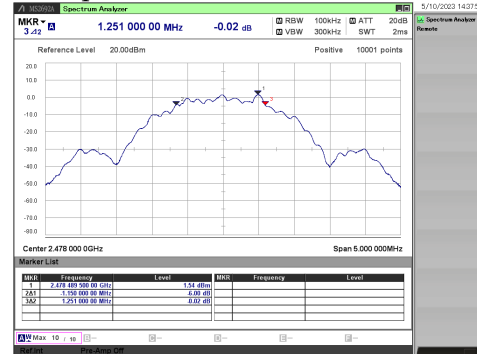 MS2692A Spectrum Analyzer
5/10/2023 14:37:5
MKR
3Δ2 A 1.251 000 00 MHz -0.02 dB
M RBW 100kHz M ATT 20dB
M VBW 300kHz SWT 2ms
Spectrum Analyzer
Remote
Reference Level 20.00dBm Positive 10001 points
20.0
10.0
0.0
-10.0
-20.0
-30.0
-40.0
-50.0
-60.0
-70.0
-80.0
1
2
3
Center 2.478 000 0GHz Span 5.000 000MHz
Marker List
MKR Frequency Level MKR Frequency Level
1 2.478 489 500 00 GHz 1.54 dBm
2Δ1 -1.150 000 00 MHz -6.00 dB
3Δ2 1.251 000 00 MHz -0.02 dB
A W Max 10 / 10
Ref.Int Pre-Amp Off